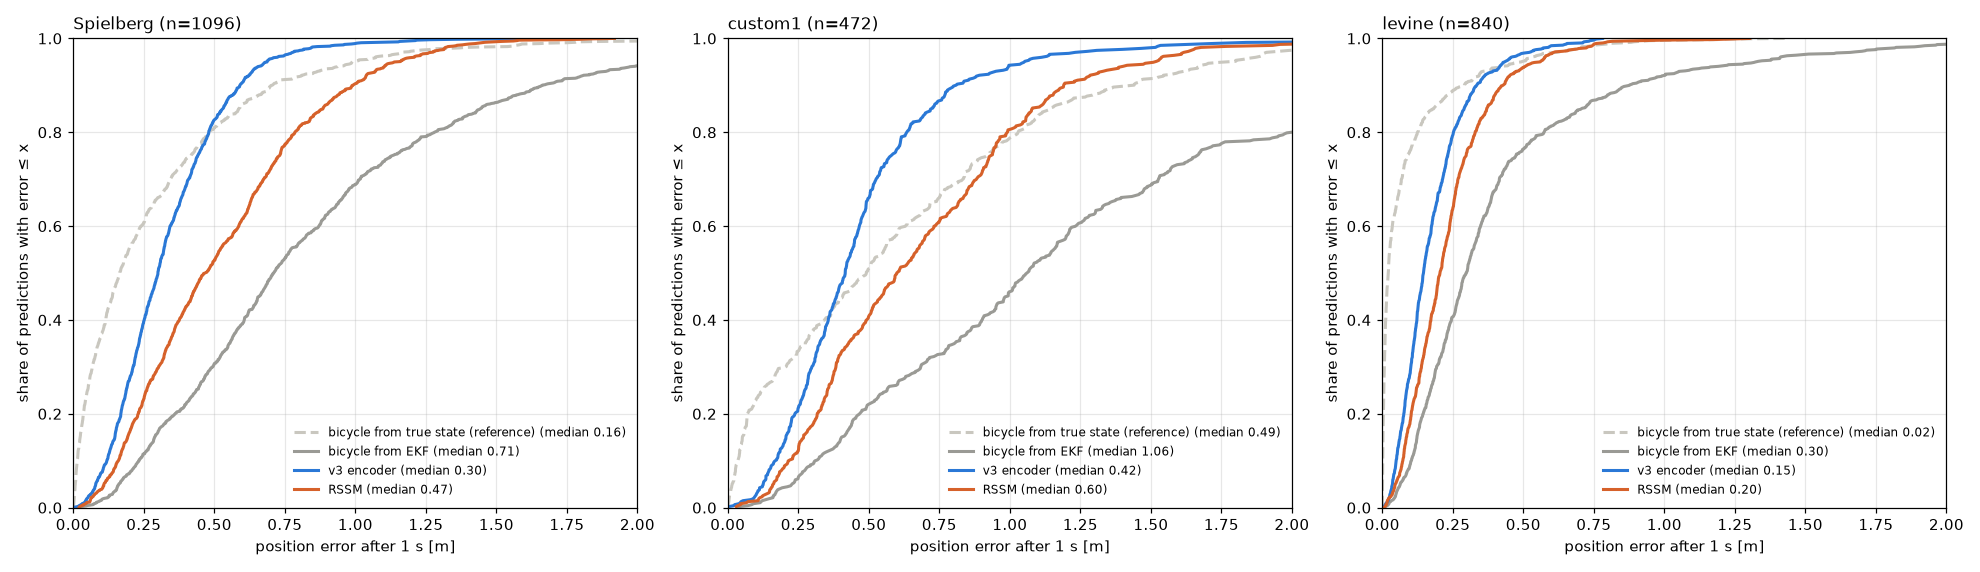 Spielberg (n=1096)
1.0
0.8
0.6
0.4
0.2
0.0
share of predictions with error ≤ x
bicycle from true state (reference) (median 0.16)
bicycle from EKF (median 0.71)
v3 encoder (median 0.30)
RSSM (median 0.47)
0.00 0.25 0.50 0.75 1.00 1.25 1.50 1.75 2.00
position error after 1 s [m]
custom1 (n=472)
1.0
0.8
0.6
0.4
0.2
0.0
share of predictions with error ≤ x
bicycle from true state (reference) (median 0.49)
bicycle from EKF (median 1.06)
v3 encoder (median 0.42)
RSSM (median 0.60)
0.00 0.25 0.50 0.75 1.00 1.25 1.50 1.75 2.00
position error after 1 s [m]
levine (n=840)
1.0
0.8
0.6
0.4
0.2
0.0
share of predictions with error ≤ x
bicycle from true state (reference) (median 0.02)
bicycle from EKF (median 0.30)
v3 encoder (median 0.15)
RSSM (median 0.20)
0.00 0.25 0.50 0.75 1.00 1.25 1.50 1.75 2.00
position error after 1 s [m]